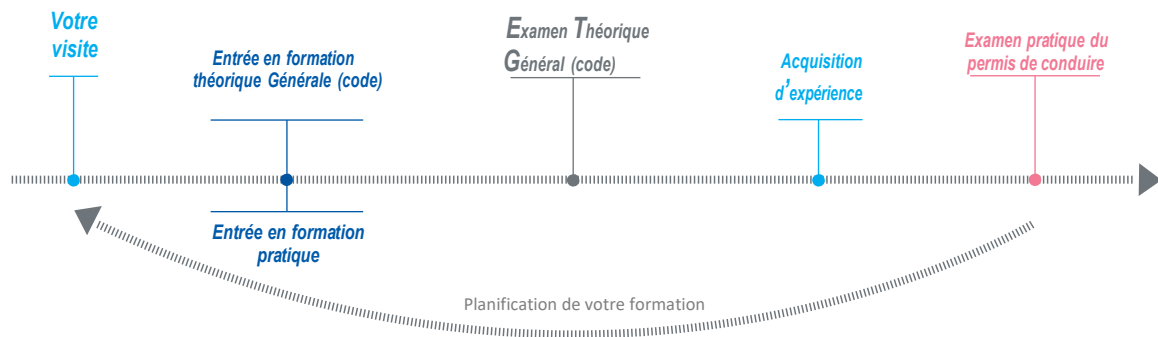 Votre
visite
Entrée en formation
théorique Générale (code)
Entrée en formation
pratique
Examen Théorique
Général (code)
Acquisition
d’expérience
Examen pratique du
permis de conduire
Planification de votre formation